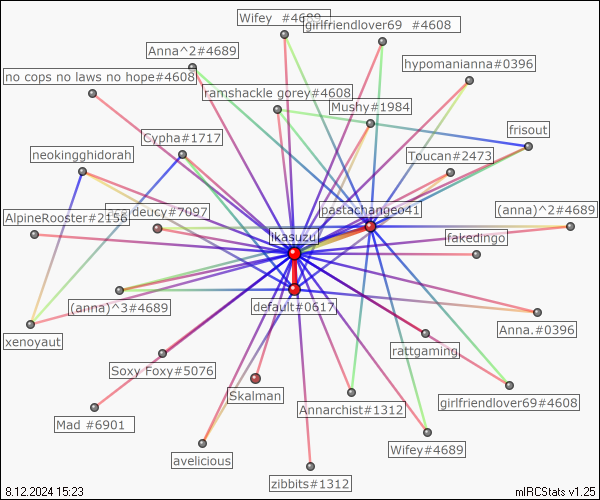 Wifey  #4689
girlfriendlover69  #4608
Anna^2#4689
hypomanianna#0396
no cops no laws no hope#4608
ramshackle gorey#4608
Mushy#1984
Cypha#1717
frisout
neokingghidorah
Toucan#2473
pastachangeo41
(anna)^2#4689
AlpineRooster#2156
deucy#7097
ikasuzu
fakedingo
(anna)^3#4689
default#0617
Anna.#0396
xenoyaut
rattgaming
Soxy Foxy#5076
Skalman
Annarchist#1312
girlfriendlover69#4608
Mad #6901
Wifey#4689
avelicious
zibbits#1312
8.12.2024 15:23
mIRCStats v1.25